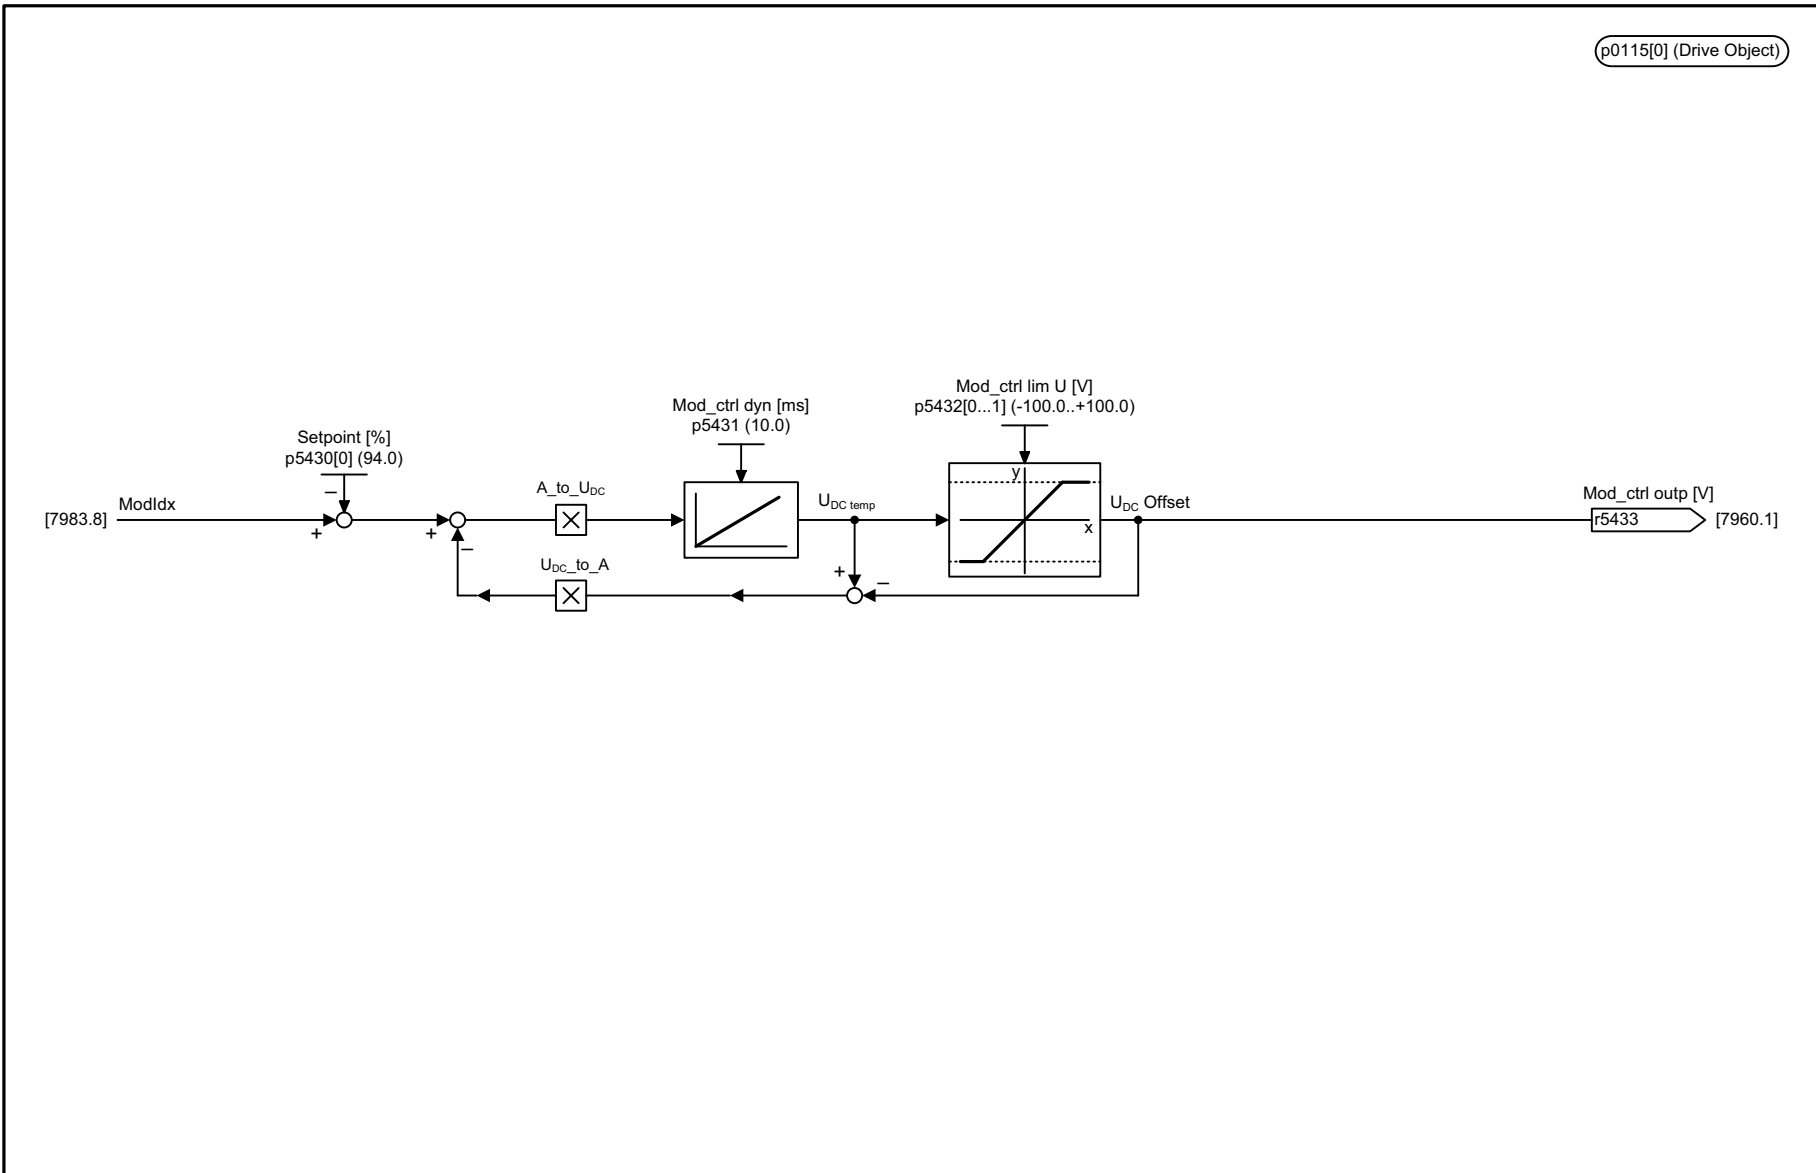 p0115[0] (Drive Object)
Mod_ctrl lim U [V]
p5432[0...1] (-100.0..+100.0)
Mod_ctrl dyn [ms]
p5431 (10.0)
Setpoint [%]
p5430[0] (94.0)
–
[7983.8]
ModIdx
+
+
–
A_to_UDC
UDC_to_A
UDC temp
+
–
y
x
UDC Offset
Mod_ctrl outp [V]
r5433
[7960.1]